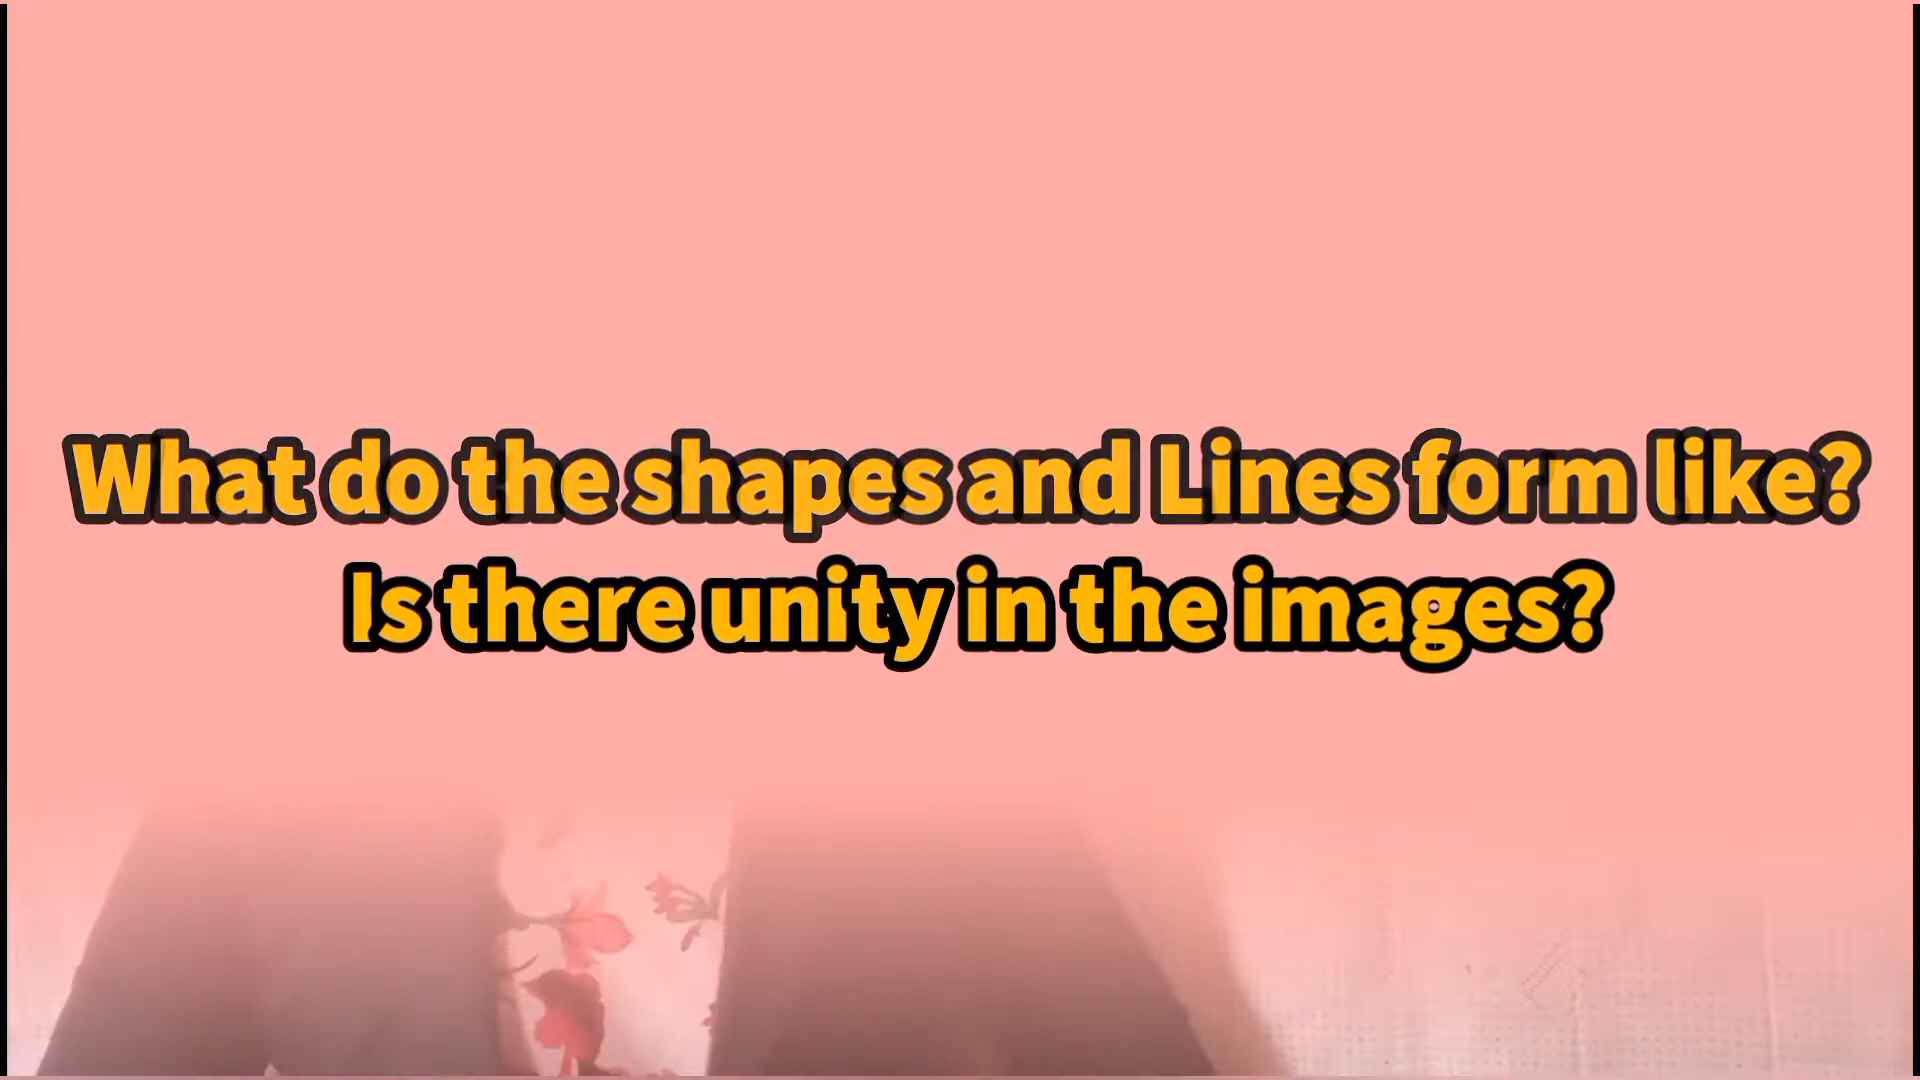 What do the shapes and Lines form like?
Is there unity in the images?